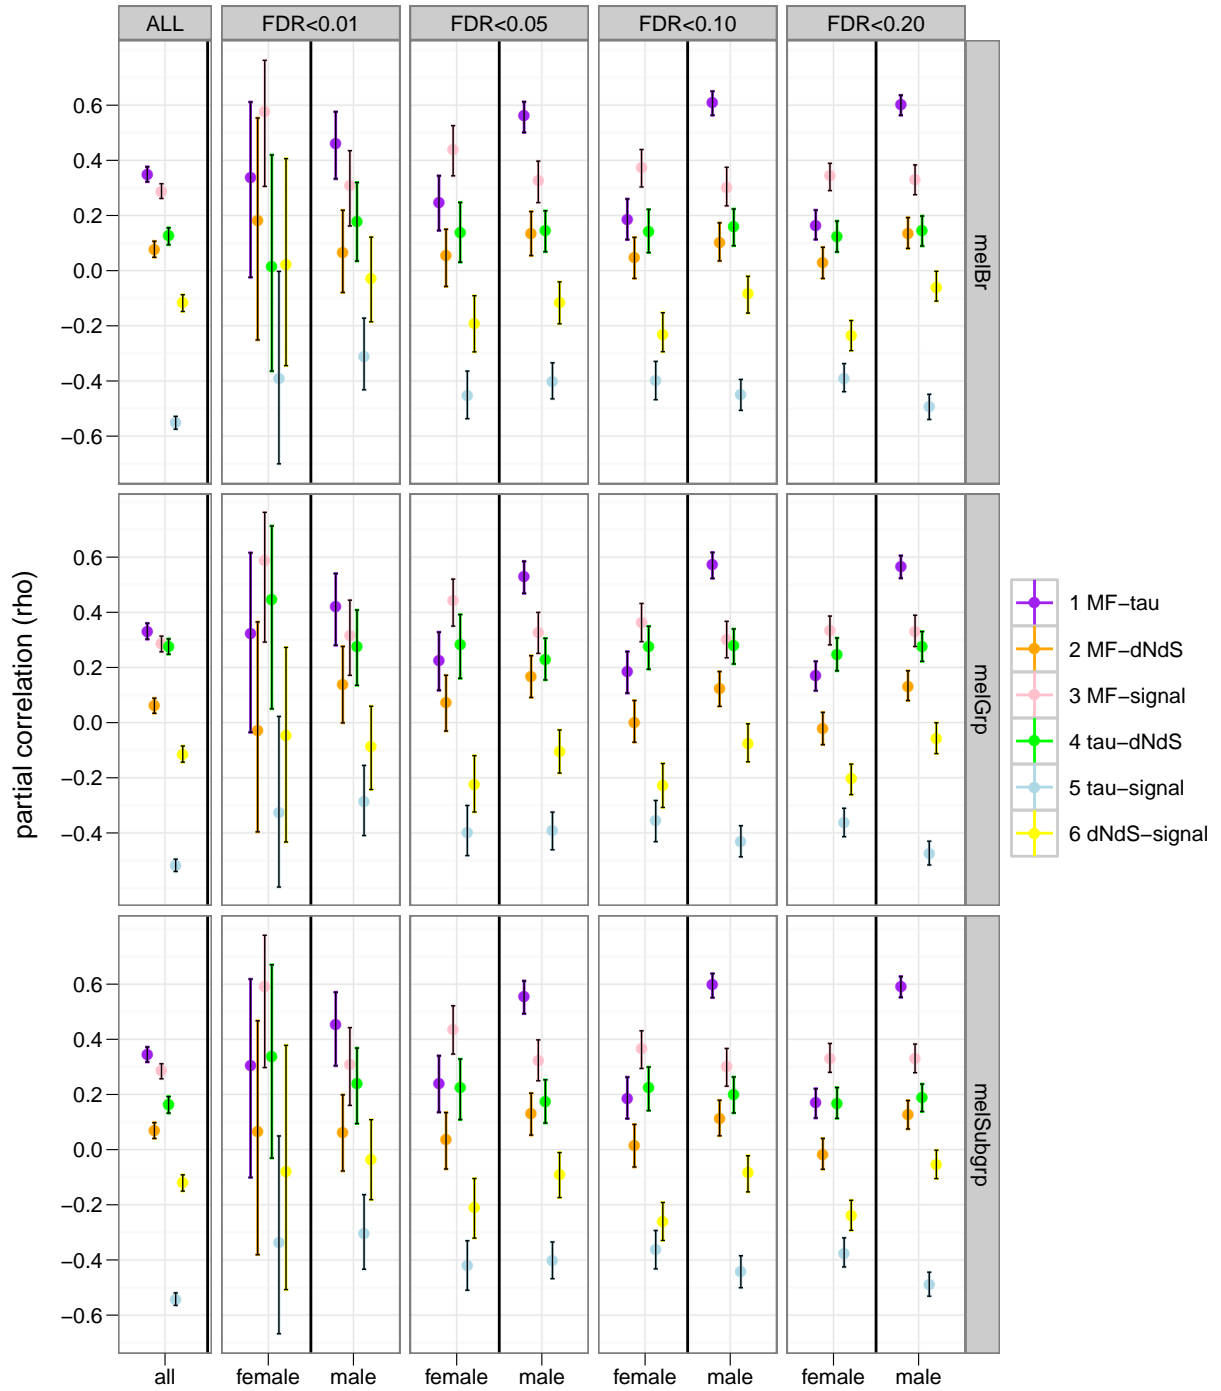 ALL FDR<0.01 FDR<0.05 FDR<0.10 FDR<0.20
0.6
0.4
0.2
0.0
−0.2
−0.4
−0.6
melBr
0.6
0.4
0.2
0.0
−0.2
−0.4
melGrp
0.6
0.4
0.2
0.0
−0.2
−0.4
−0.6
melSubgrp
partial correlation (rho)
all female male female male female male female male
1 MF−tau
2 MF−dNdS
3 MF−signal
4 tau−dNdS
5 tau−signal
6 dNdS−signal